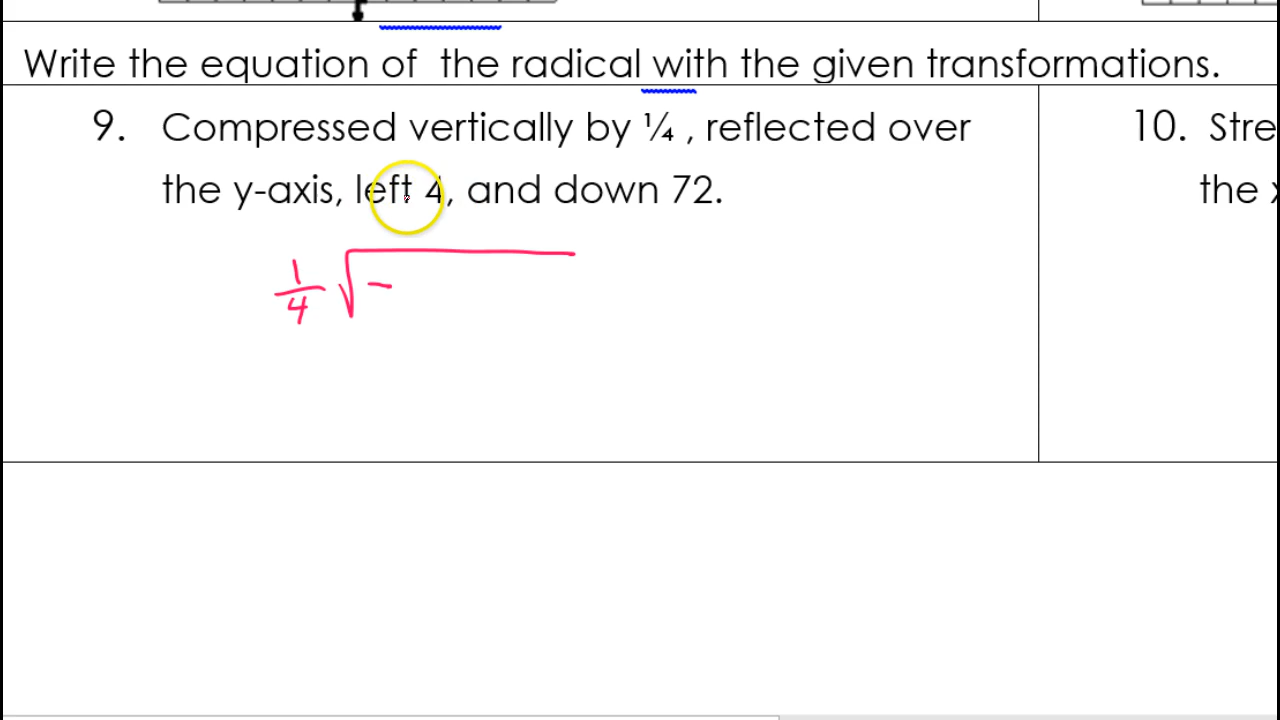 Write the equation of  the radical with the given transformations.
9. Compressed vertically by ¼ , reflected over
the y-axis, left 4, and down 72.
1/4 √ -
10. Stre
the x